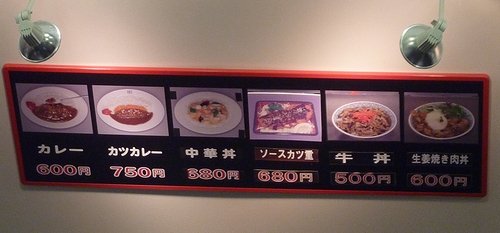 カレー カツカレー 中華丼 ソースカツ重 牛丼 生姜焼き肉丼
600円 750円 680円 680円 500円 600円